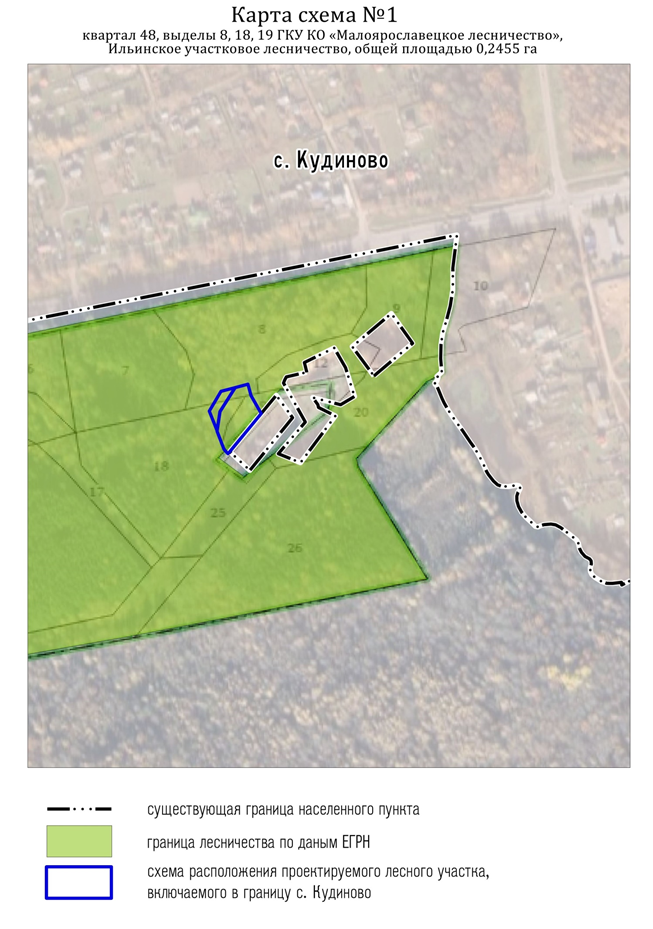 Карта схема №1
квартал 48, выделы 8, 18, 19 ГКУ КО «Малоярославецкое лесничество»,
Ильинское участковое лесничество, общей площадью 0,2455 га
с. Кудиново
10
9
8
12
7
20
18
17
25
26
существующая граница населенного пункта
граница лесничества по даным ЕГРН
схема расположения проектируемого лесного участка,
включаемого в границу с. Кудиново